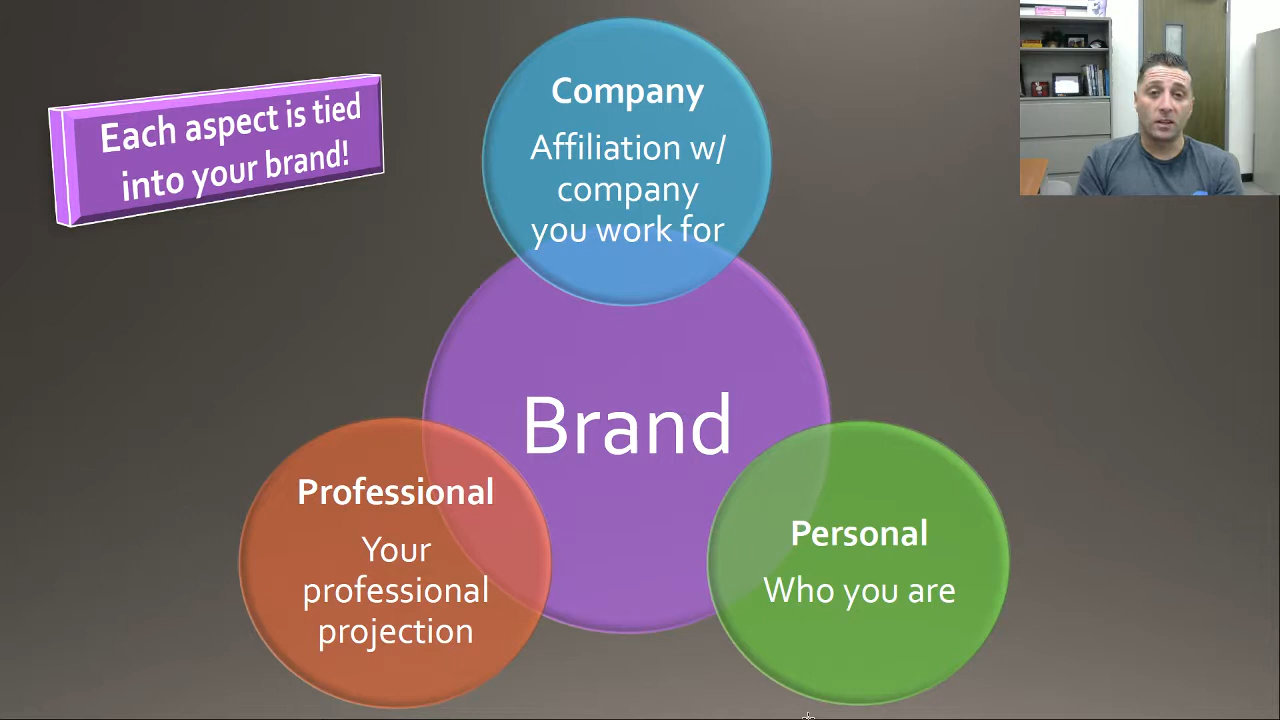 Each aspect is tied
into your brand!
Company
Affiliation w/
company
you work for
Brand
Professional
Your
professional
projection
Personal
Who you are